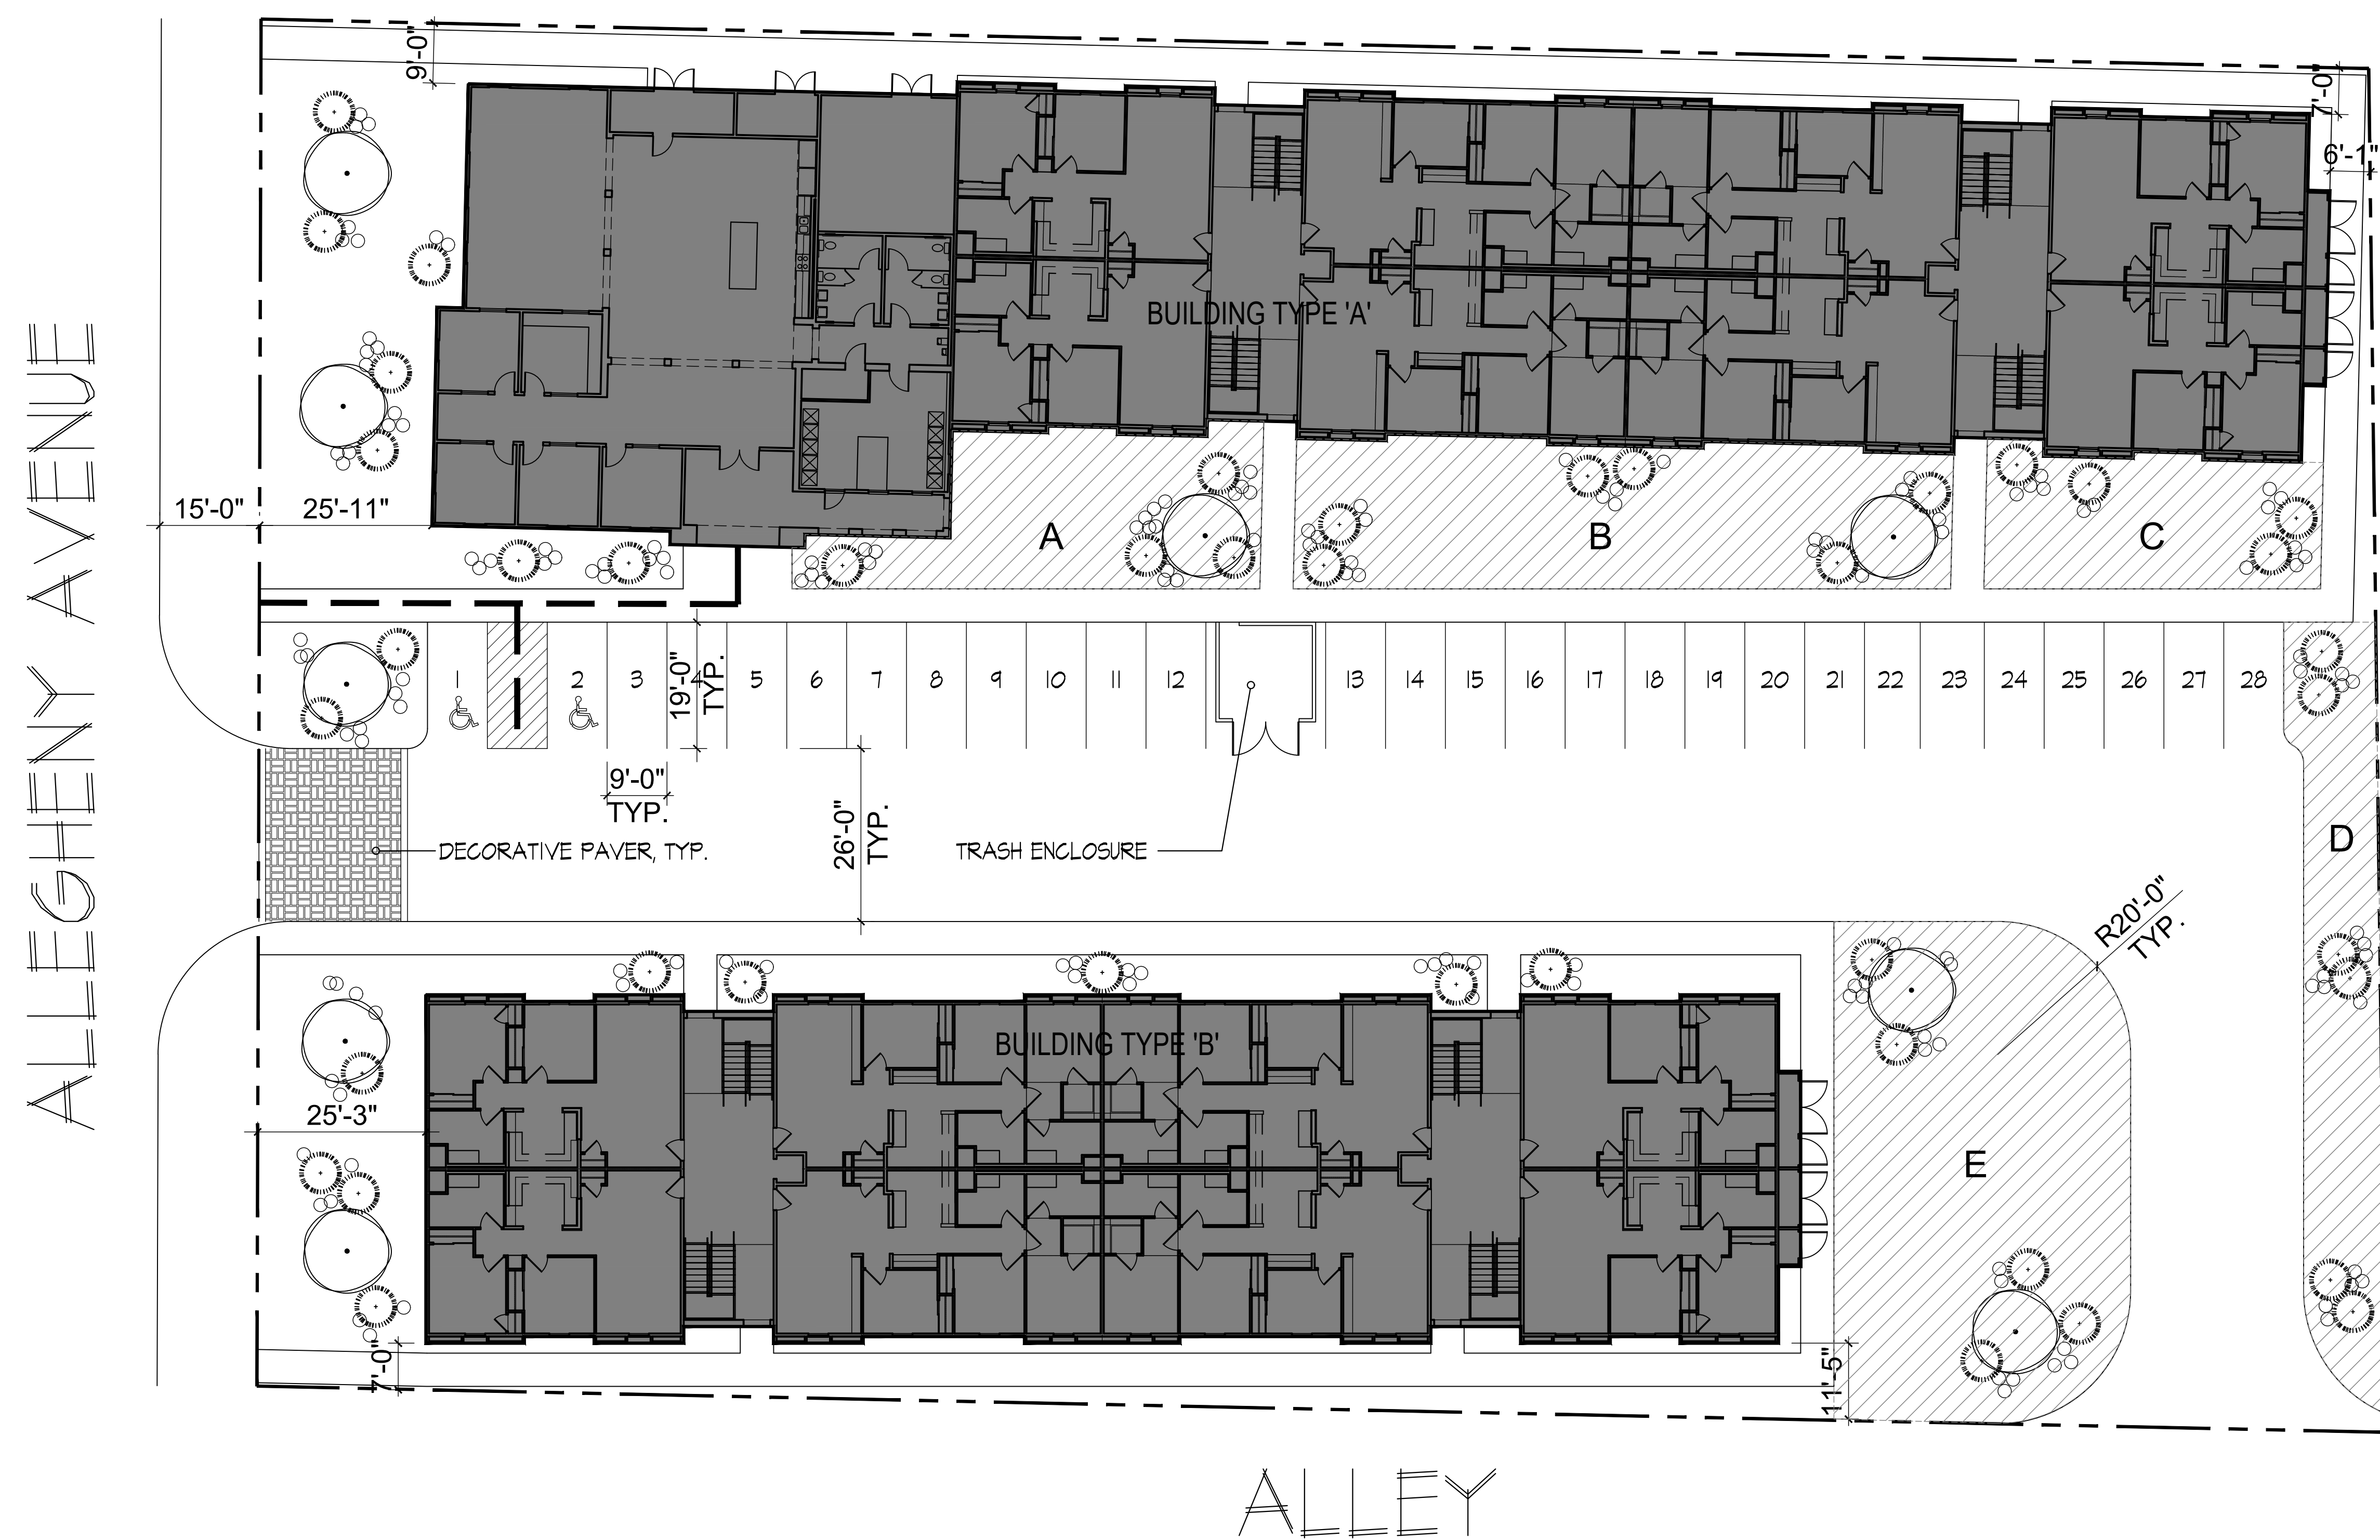 ALLEGHENY AVENUE
9'-0"
7'-0"
6'-1"
BUILDING TYPE 'A'
15'-0"
25'-11"
A
B
C
1
2
3
4
5
6
7
8
9
10
11
12
13
14
15
16
17
18
19
20
21
22
23
24
25
26
27
28
19'-0"
TYP.
9'-0"
TYP.
26'-0"
TYP.
DECORATIVE PAVER, TYP.
TRASH ENCLOSURE
D
R20'-0"
TYP.
BUILDING TYPE 'B'
25'-3"
E
7'-0"
11'-5"
ALLEY